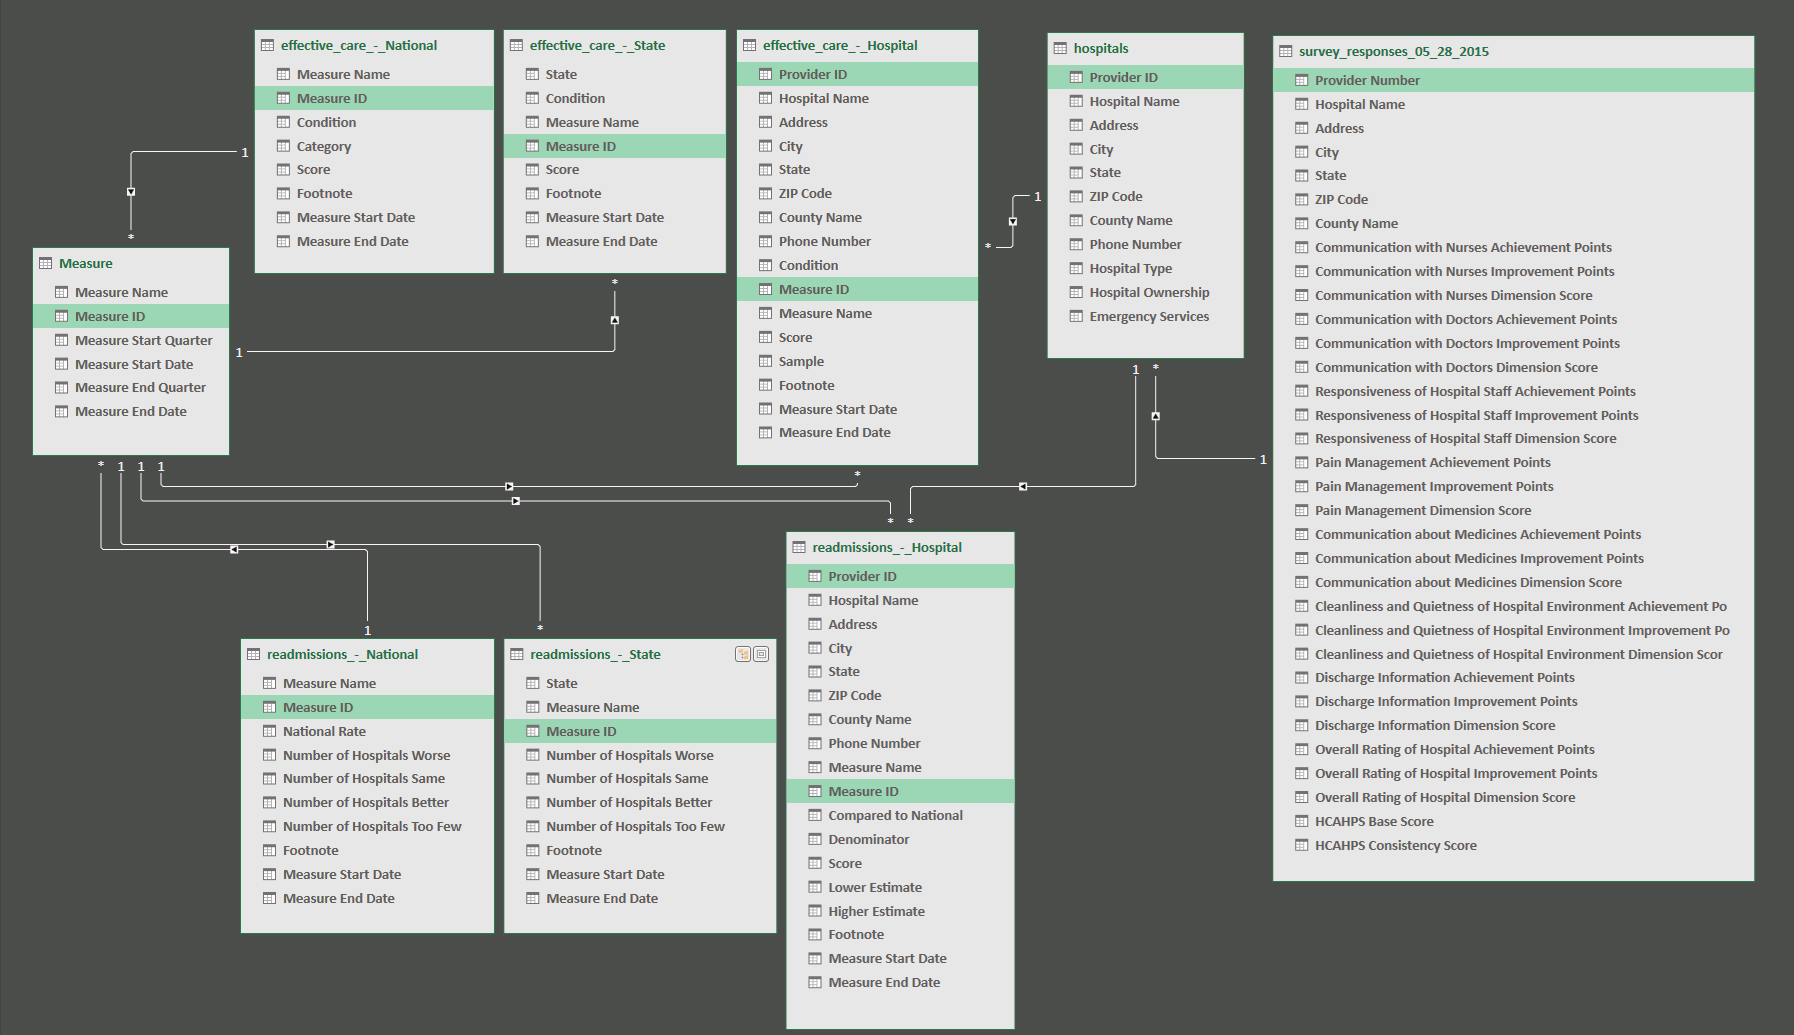 effective_care_-_National
Measure Name
Measure ID
Condition
Category
Score
Footnote
Measure Start Date
Measure End Date
effective_care_-_State
State
Condition
Measure Name
Measure ID
Score
Footnote
Measure Start Date
Measure End Date
effective_care_-_Hospital
Provider ID
Hospital Name
Address
City
State
ZIP Code
County Name
Phone Number
Condition
Measure ID
Measure Name
Score
Sample
Footnote
Measure Start Date
Measure End Date
hospitals
Provider ID
Hospital Name
Address
City
State
ZIP Code
County Name
Phone Number
Hospital Type
Hospital Ownership
Emergency Services
survey_responses_05_28_2015
Provider Number
Hospital Name
Address
City
State
ZIP Code
County Name
Communication with Nurses Achievement Points
Communication with Nurses Improvement Points
Communication with Nurses Dimension Score
Communication with Doctors Achievement Points
Communication with Doctors Improvement Points
Communication with Doctors Dimension Score
Responsiveness of Hospital Staff Achievement Points
Responsiveness of Hospital Staff Improvement Points
Responsiveness of Hospital Staff Dimension Score
Pain Management Achievement Points
Pain Management Improvement Points
Pain Management Dimension Score
Communication about Medicines Achievement Points
Communication about Medicines Improvement Points
Communication about Medicines Dimension Score
Cleanliness and Quietness of Hospital Environment Achievement Po
Cleanliness and Quietness of Hospital Environment Improvement Po
Cleanliness and Quietness of Hospital Environment Dimension Scor
Discharge Information Achievement Points
Discharge Information Improvement Points
Discharge Information Dimension Score
Overall Rating of Hospital Achievement Points
Overall Rating of Hospital Improvement Points
Overall Rating of Hospital Dimension Score
HCAHPS Base Score
HCAHPS Consistency Score
1
*
1
*
1
*
Measure
Measure Name
Measure ID
Measure Start Quarter
Measure Start Date
Measure End Quarter
Measure End Date
* 1 1 1
*
1 *
1
* *
1
*
readmissions_-_National
Measure Name
Measure ID
National Rate
Number of Hospitals Worse
Number of Hospitals Same
Number of Hospitals Better
Number of Hospitals Too Few
Footnote
Measure Start Date
Measure End Date
readmissions_-_State
State
Measure Name
Measure ID
Number of Hospitals Worse
Number of Hospitals Same
Number of Hospitals Better
Number of Hospitals Too Few
Footnote
Measure Start Date
Measure End Date
readmissions_-_Hospital
Provider ID
Hospital Name
Address
City
State
ZIP Code
County Name
Phone Number
Measure Name
Measure ID
Compared to National
Denominator
Score
Lower Estimate
Higher Estimate
Footnote
Measure Start Date
Measure End Date